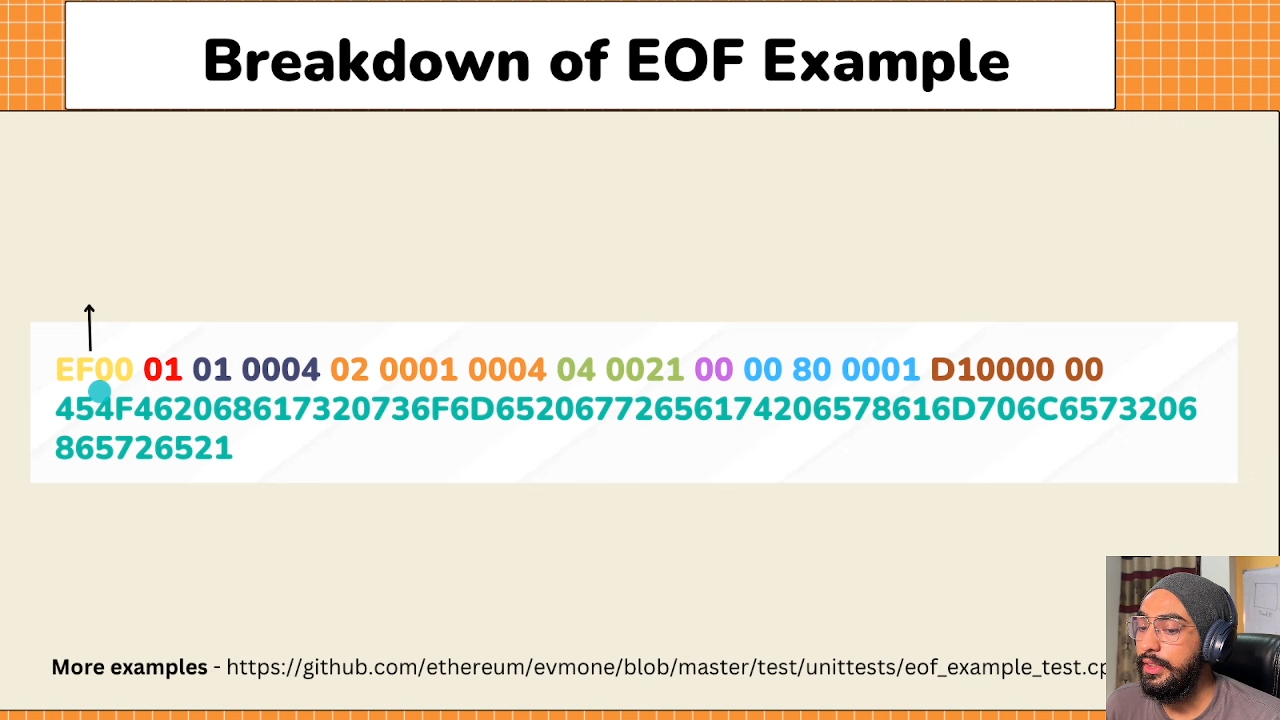 Breakdown of EOF Example
EF00 01 01 0004 02 0001 0004 04 0021 00 00 80 0001 D10000 00
454F462068617320736F6D65206772656174206578616D706C6573206
865726521
More examples - https://github.com/ethereum/evmone/blob/master/test/unittests/eof_example_test.cp